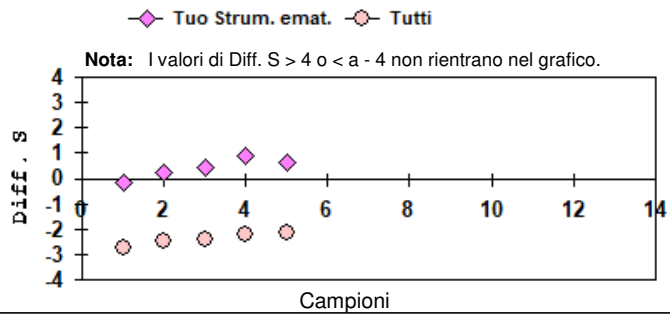 Tuo Strum. emat. Tutti
Nota: I valori di Diff. S > 4 o < a - 4 non rientrano nel grafico.
4
3
2
1
0
-1
-2
-3
-4
Diff. S
0 2 4 6 8 10 12 14
Campioni